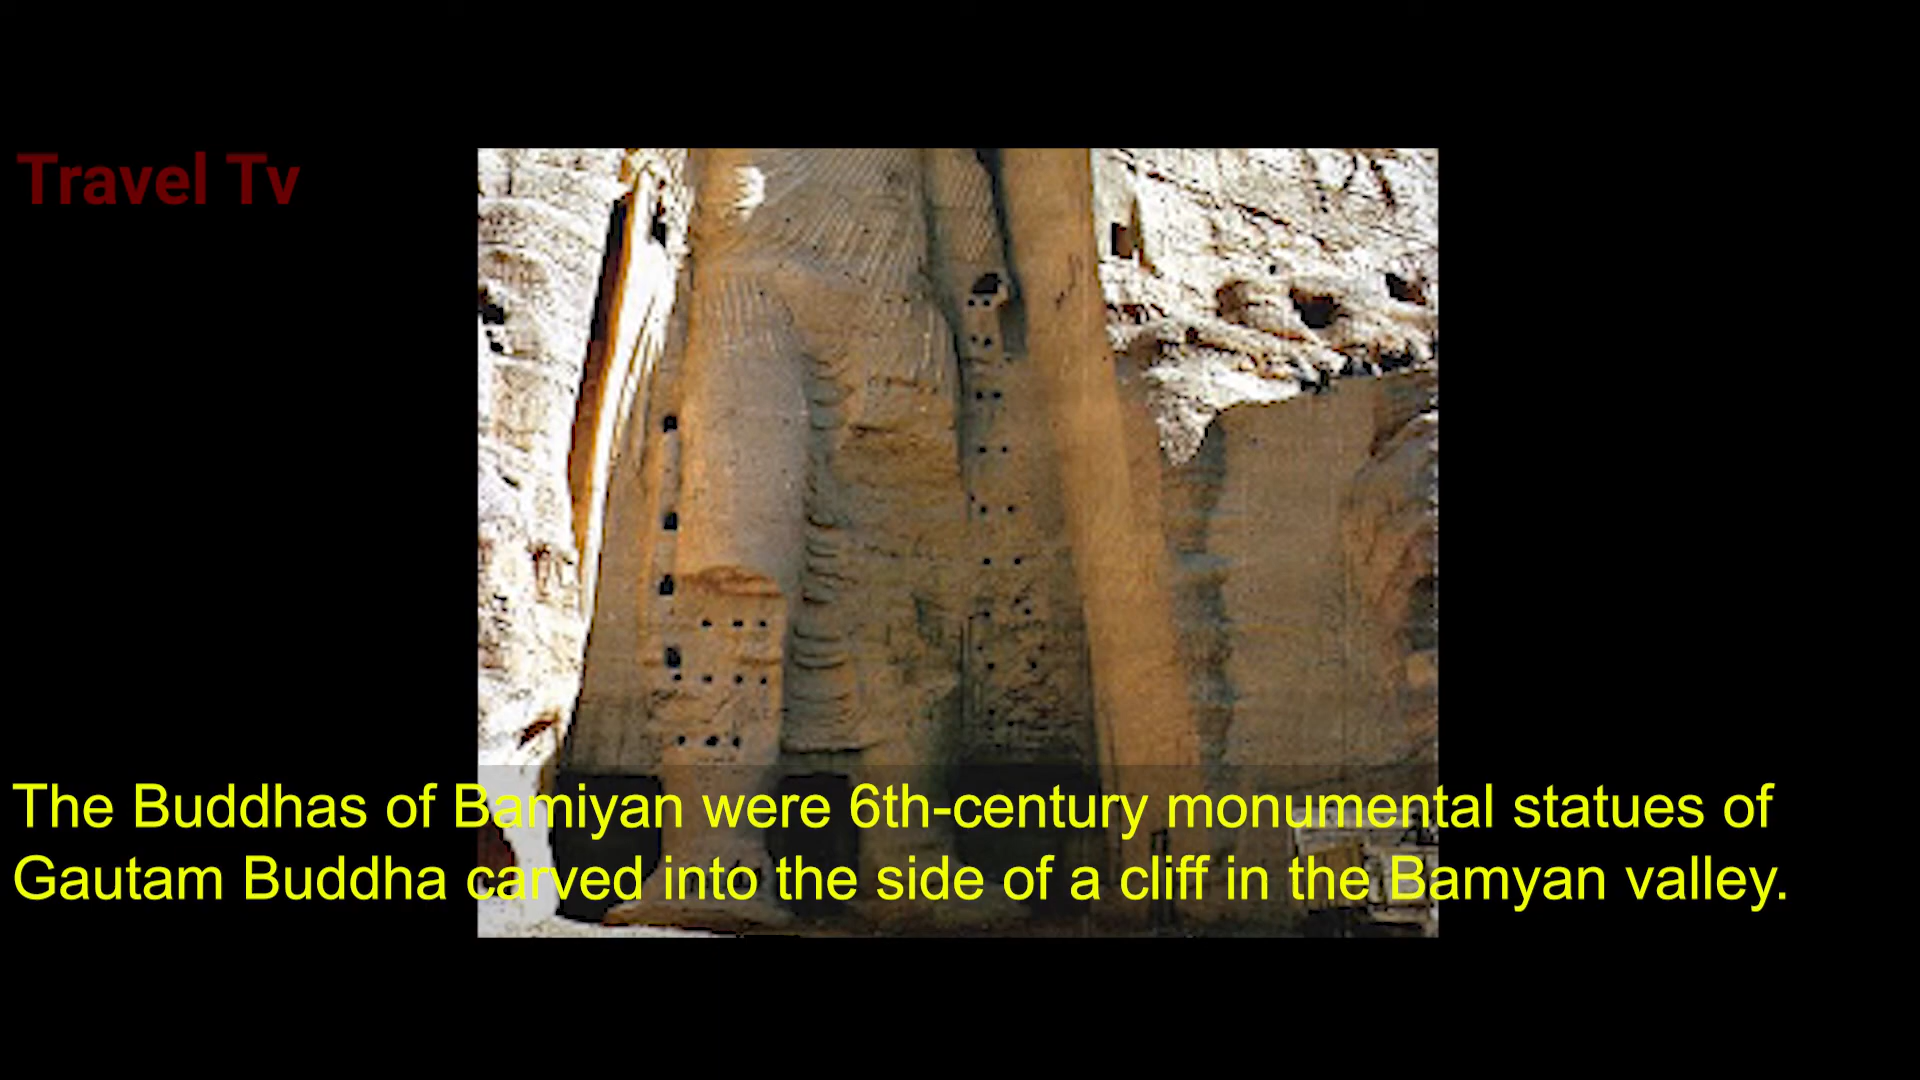 Travel Tv
The Buddhas of Bamiyan were 6th-century monumental statues of
Gautam Buddha carved into the side of a cliff in the Bamyan valley.